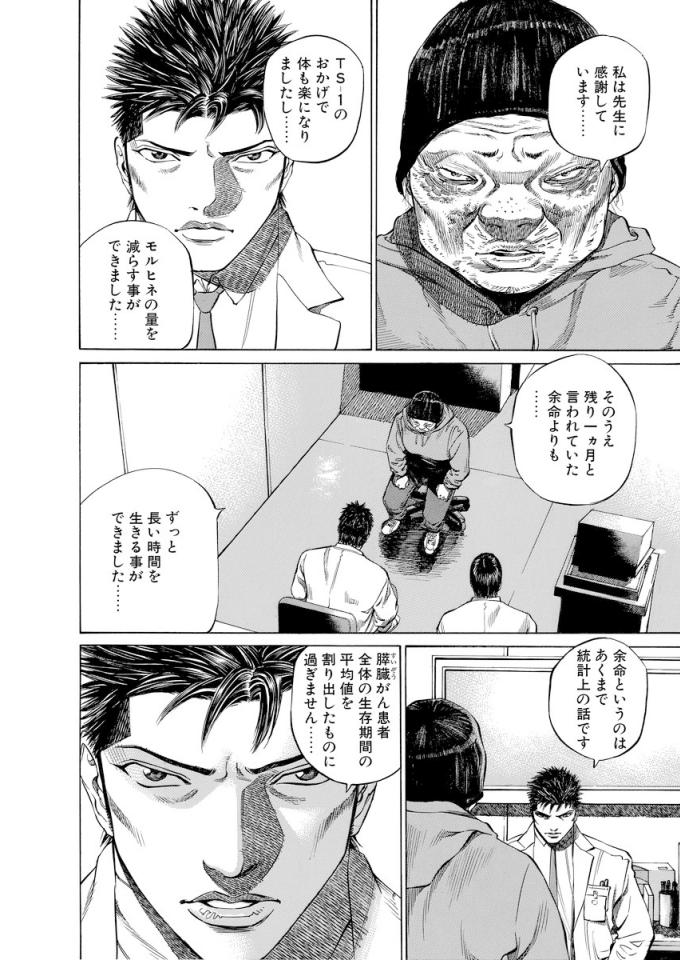 私は先生に
感謝して
います……
TS-1の
おかげで
体も楽になり
ましたし……
モルヒネの量を
減らす事が
できました……
そのうえ
残り一ヵ月と
言われていた
余命よりも
……
ずっと
長い時間を
生きる事が
できました……
余命というのは
あくまで
統計上の話です
膵臓がん患者
すいぞう
全体の生存期間の
平均値を
割り出したものに
過ぎません……